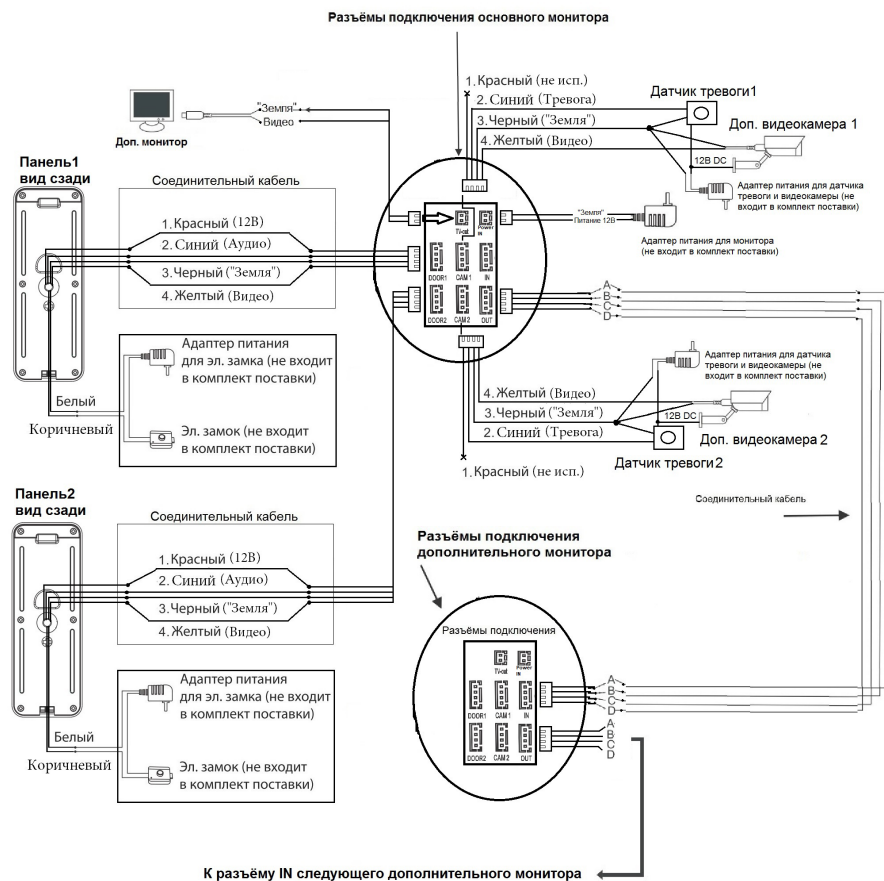 Разъёмы подключения основного монитора
1.Красный (не исп.)
2. Синий (Тревога)
3.Черный ("Земля")
4. Желтый (Видео)
Датчик тревоги1
Доп. видеокамера 1
12В DC
Адаптер питания для датчика
тревоги и видеокамеры (не
входит в комплект поставки)
"Земля"
Видео
Доп. монитор
"Земля"
Питание 12В
Адаптер питания для монитора
(не входит в комплект поставки)
Панель1
вид сзади
Соединительный кабель
1.Красный (12В)
2. Синий (Аудио)
3.Черный ("Земля")
4.Желтый (Видео)
TV-out
Power
IN
DOOR1
CAM 1
IN
DOOR2
CAM 2
OUT
A
B
C
D
Адаптер питания
для эл. замка (не входит
в комплект поставки)
Белый
Коричневый
Эл. замок (не входит
в комплект поставки)
Адаптер питания для датчика
тревоги и видеокамеры (не
входит в комплект поставки)
4. Желтый (Видео)
3.Черный ("Земля")
2. Синий (Тревога)
1.Красный (не исп.)
12В DC
Доп. видеокамера 2
Датчик тревоги2
Соединительный кабель
Панель2
вид сзади
Соединительный кабель
1.Красный (12В)
2. Синий (Аудио)
3.Черный ("Земля")
4.Желтый (Видео)
Разъёмы подключения
дополнительного монитора
Разъёмы подключения
TV-out
Power
IN
DOOR1
CAM 1
IN
DOOR2
CAM 2
OUT
A
B
C
D
A
B
C
D
Адаптер питания
для эл. замка (не входит
в комплект поставки)
Белый
Коричневый
Эл. замок (не входит
в комплект поставки)
К разъёму IN следующего дополнительного монитора